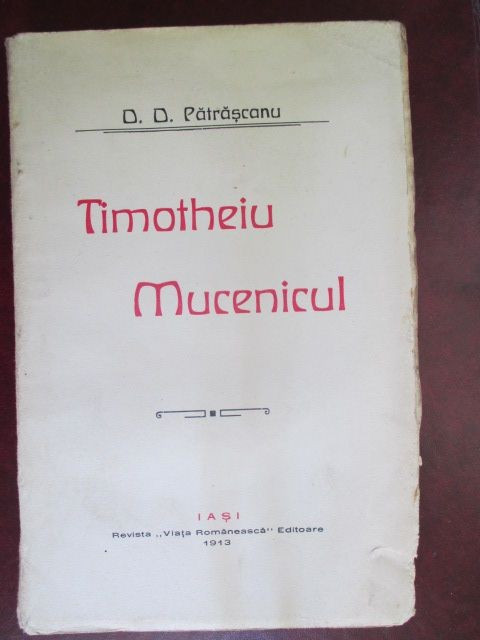 D. D. Pătrășcanu
Timotheiu
Mucenicul
IAȘI
Revista „Viața Românească" Editoare
1913